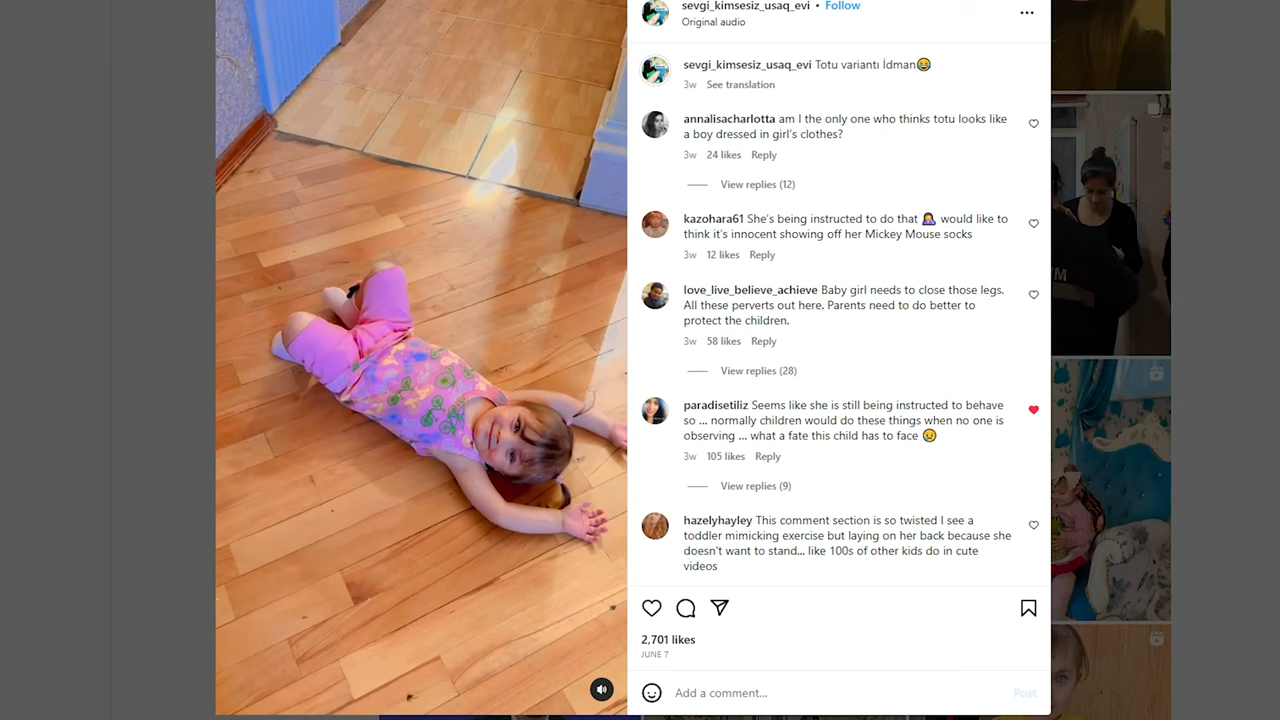 sevgi_kimsesiz_usaq_evi • Follow
Original audio
sevgi_kimsesiz_usaq_evi Totu variantı İdman😂
3w See translation
annalisacharlotta am I the only one who thinks totu looks like
a boy dressed in girl's clothes?
3w 24 likes Reply
View replies (12)
kazohara61 She's being instructed to do that 🤦‍♀️ would like to
think it's innocent showing off her Mickey Mouse socks
3w 12 likes Reply
love_live_believe_achieve Baby girl needs to close those legs.
All these perverts out here. Parents need to do better to
protect the children.
3w 58 likes Reply
View replies (28)
paradisetiliz Seems like she is still being instructed to behave
so ... normally children would do these things when no one is
observing ... what a fate this child has to face 😢
3w 105 likes Reply
View replies (9)
hazelyhayley This comment section is so twisted I see a
toddler mimicking exercise but laying on her back because she
doesn't want to stand... like 100s of other kids do in cute
videos
2,701 likes
JUNE 7
Add a comment...
Post